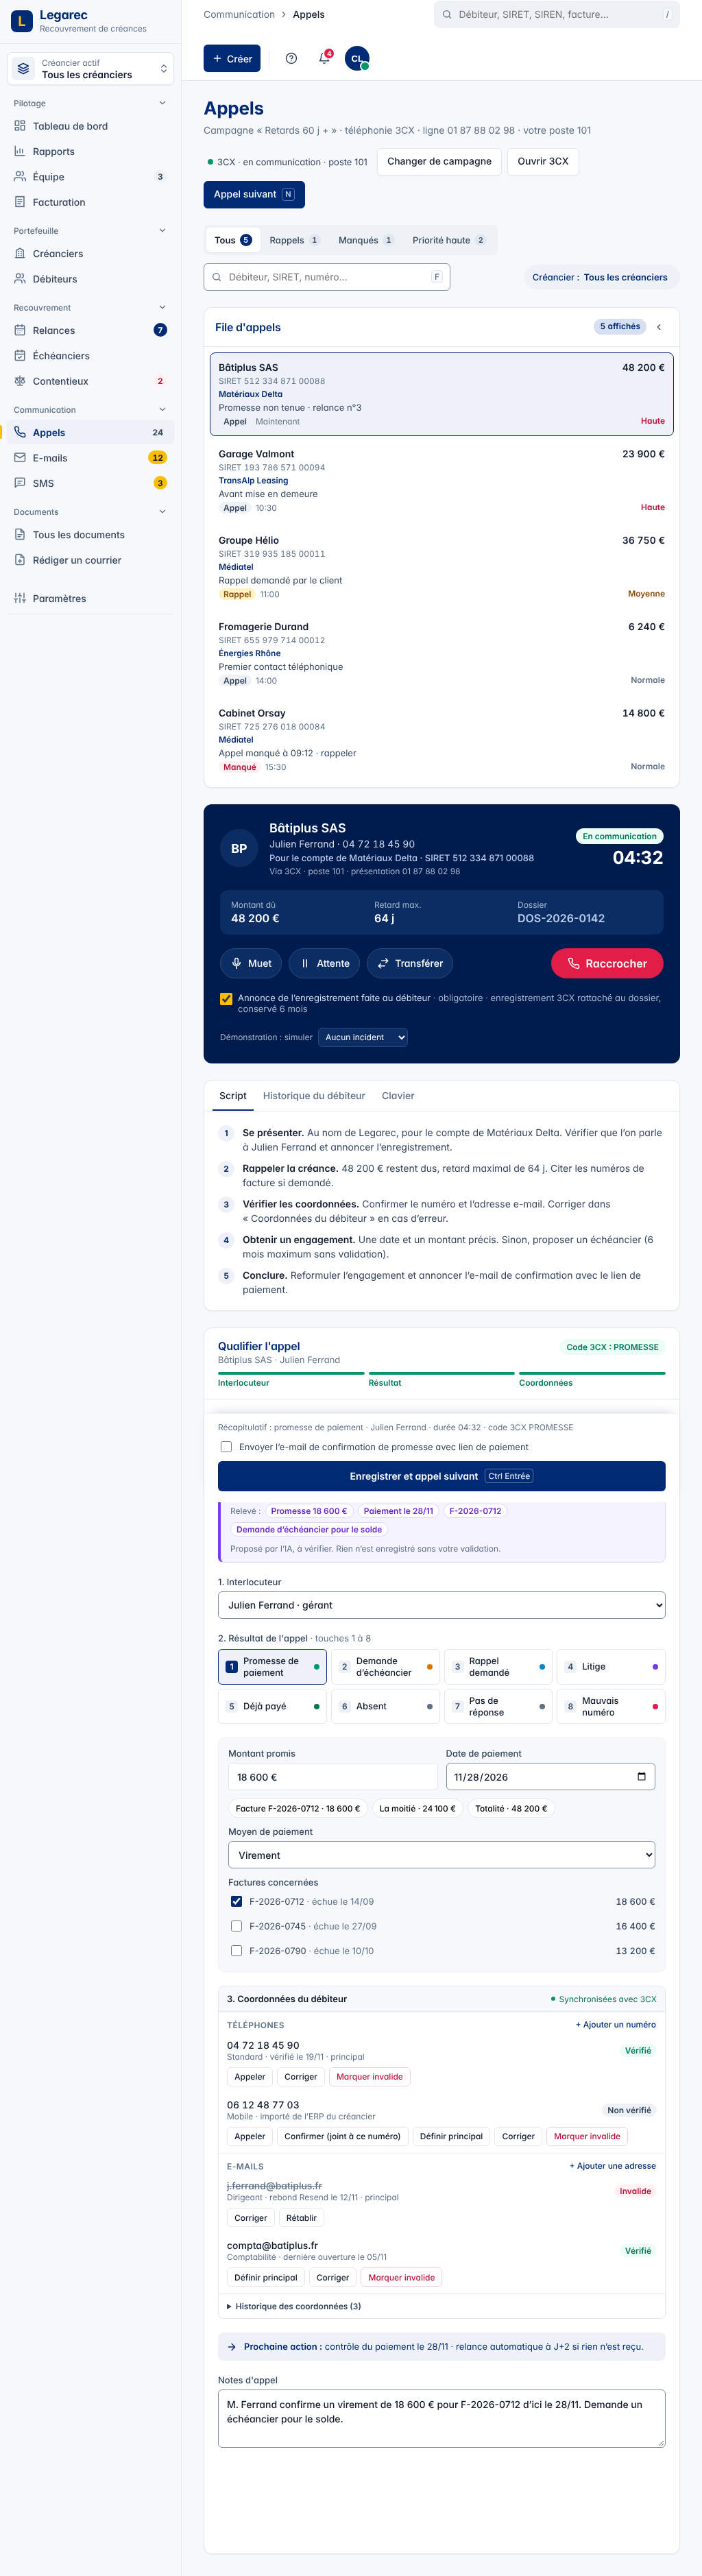 L
Legarec
Recouvrement de créances
Créancier actif
Tous les créanciers
Pilotage
Tableau de bord
Rapports
Équipe 3
Facturation
Portefeuille
Créanciers
Débiteurs
Recouvrement
Relances 7
Échéanciers
Contentieux 2
Communication
Appels 24
E-mails 12
SMS 3
Documents
Tous les documents
Rédiger un courrier
Paramètres
Communication > Appels
Débiteur, SIRET, SIREN, facture... /
+ Créer
4
CL
Appels
Campagne « Retards 60 j + » · téléphonie 3CX · ligne 01 87 88 02 98 · votre poste 101
3CX · en communication · poste 101
Changer de campagne
Ouvrir 3CX
Appel suivant N
Tous 5
Rappels 1
Manqués 1
Priorité haute 2
Débiteur, SIRET, numéro... F
Créancier : Tous les créanciers
File d'appels
5 affichés
Bâtiplus SAS 48 200 €
SIRET 512 334 871 00088
Matériaux Delta
Promesse non tenue · relance n°3
Appel Maintenant Haute
Garage Valmont 23 900 €
SIRET 193 786 571 00094
TransAlp Leasing
Avant mise en demeure
Appel 10:30 Haute
Groupe Hélio 36 750 €
SIRET 319 935 185 00011
Médiatel
Rappel demandé par le client
Rappel 11:00 Moyenne
Fromagerie Durand 6 240 €
SIRET 655 979 714 00012
Énergies Rhône
Premier contact téléphonique
Appel 14:00 Normale
Cabinet Orsay 14 800 €
SIRET 725 276 018 00084
Médiatel
Appel manqué à 09:12 · rappeler
Manqué 15:30 Normale
BP
Bâtiplus SAS
Julien Ferrand · 04 72 18 45 90
Pour le compte de Matériaux Delta · SIRET 512 334 871 00088
Via 3CX · poste 101 · présentation 01 87 88 02 98
En communication
04:32
Montant dû
48 200 €
Retard max.
64 j
Dossier
DOS-2026-0142
Muet
Attente
Transférer
Raccrocher
Annonce de l'enregistrement faite au débiteur · obligatoire · enregistrement 3CX rattaché au dossier,
conservé 6 mois
Démonstration : simuler Aucun incident
Script
Historique du débiteur
Clavier
1 Se présenter. Au nom de Legarec, pour le compte de Matériaux Delta. Vérifier que l'on parle
à Julien Ferrand et annoncer l'enregistrement.
2 Rappeler la créance. 48 200 € restent dus, retard maximal de 64 j. Citer les numéros de
facture si demandé.
3 Vérifier les coordonnées. Confirmer le numéro et l'adresse e-mail. Corriger dans
« Coordonnées du débiteur » en cas d'erreur.
4 Obtenir un engagement. Une date et un montant précis. Sinon, proposer un échéancier (6
mois maximum sans validation).
5 Conclure. Reformuler l'engagement et annoncer l'e-mail de confirmation avec le lien de
paiement.
Qualifier l'appel
Bâtiplus SAS · Julien Ferrand
Code 3CX : PROMESSE
Interlocuteur
Résultat
Coordonnées
Récapitulatif : promesse de paiement · Julien Ferrand · durée 04:32 · code 3CX PROMESSE
Envoyer l'e-mail de confirmation de promesse avec lien de paiement
Enregistrer et appel suivant Ctrl Entrée
Relevé : Promesse 18 600 € Paiement le 28/11 F-2026-0712
Demande d'échéancier pour le solde
Proposé par l'IA, à vérifier. Rien n'est enregistré sans votre validation.
1. Interlocuteur
Julien Ferrand · gérant
2. Résultat de l'appel · touches 1 à 8
1 Promesse de
paiement
2 Demande
d'échéancier
3 Rappel
demandé
4 Litige
5 Déjà payé
6 Absent
7 Pas de
réponse
8 Mauvais
numéro
Montant promis
18 600 €
Date de paiement
11/28/2026
Facture F-2026-0712 · 18 600 €
La moitié · 24 100 €
Totalité · 48 200 €
Moyen de paiement
Virement
Factures concernées
F-2026-0712 · échue le 14/09 18 600 €
F-2026-0745 · échue le 27/09 16 400 €
F-2026-0790 · échue le 10/10 13 200 €
3. Coordonnées du débiteur
Synchronisées avec 3CX
TÉLÉPHONES
+ Ajouter un numéro
04 72 18 45 90
Standard · vérifié le 19/11 · principal
Vérifié
Appeler
Corriger
Marquer invalide
06 12 48 77 03
Mobile · importé de l'ERP du créancier
Non vérifié
Appeler
Confirmer (joint à ce numéro)
Définir principal
Corriger
Marquer invalide
E-MAILS
+ Ajouter une adresse
j.ferrand@batiplus.fr
Dirigeant · rebond Resend le 12/11 · principal
Invalide
Corriger
Rétablir
compta@batiplus.fr
Comptabilité · dernière ouverture le 05/11
Vérifié
Définir principal
Corriger
Marquer invalide
Historique des coordonnées (3)
Prochaine action : contrôle du paiement le 28/11 · relance automatique à J+2 si rien n'est reçu.
Notes d'appel
M. Ferrand confirme un virement de 18 600 € pour F-2026-0712 d'ici le 28/11. Demande un
échéancier pour le solde.